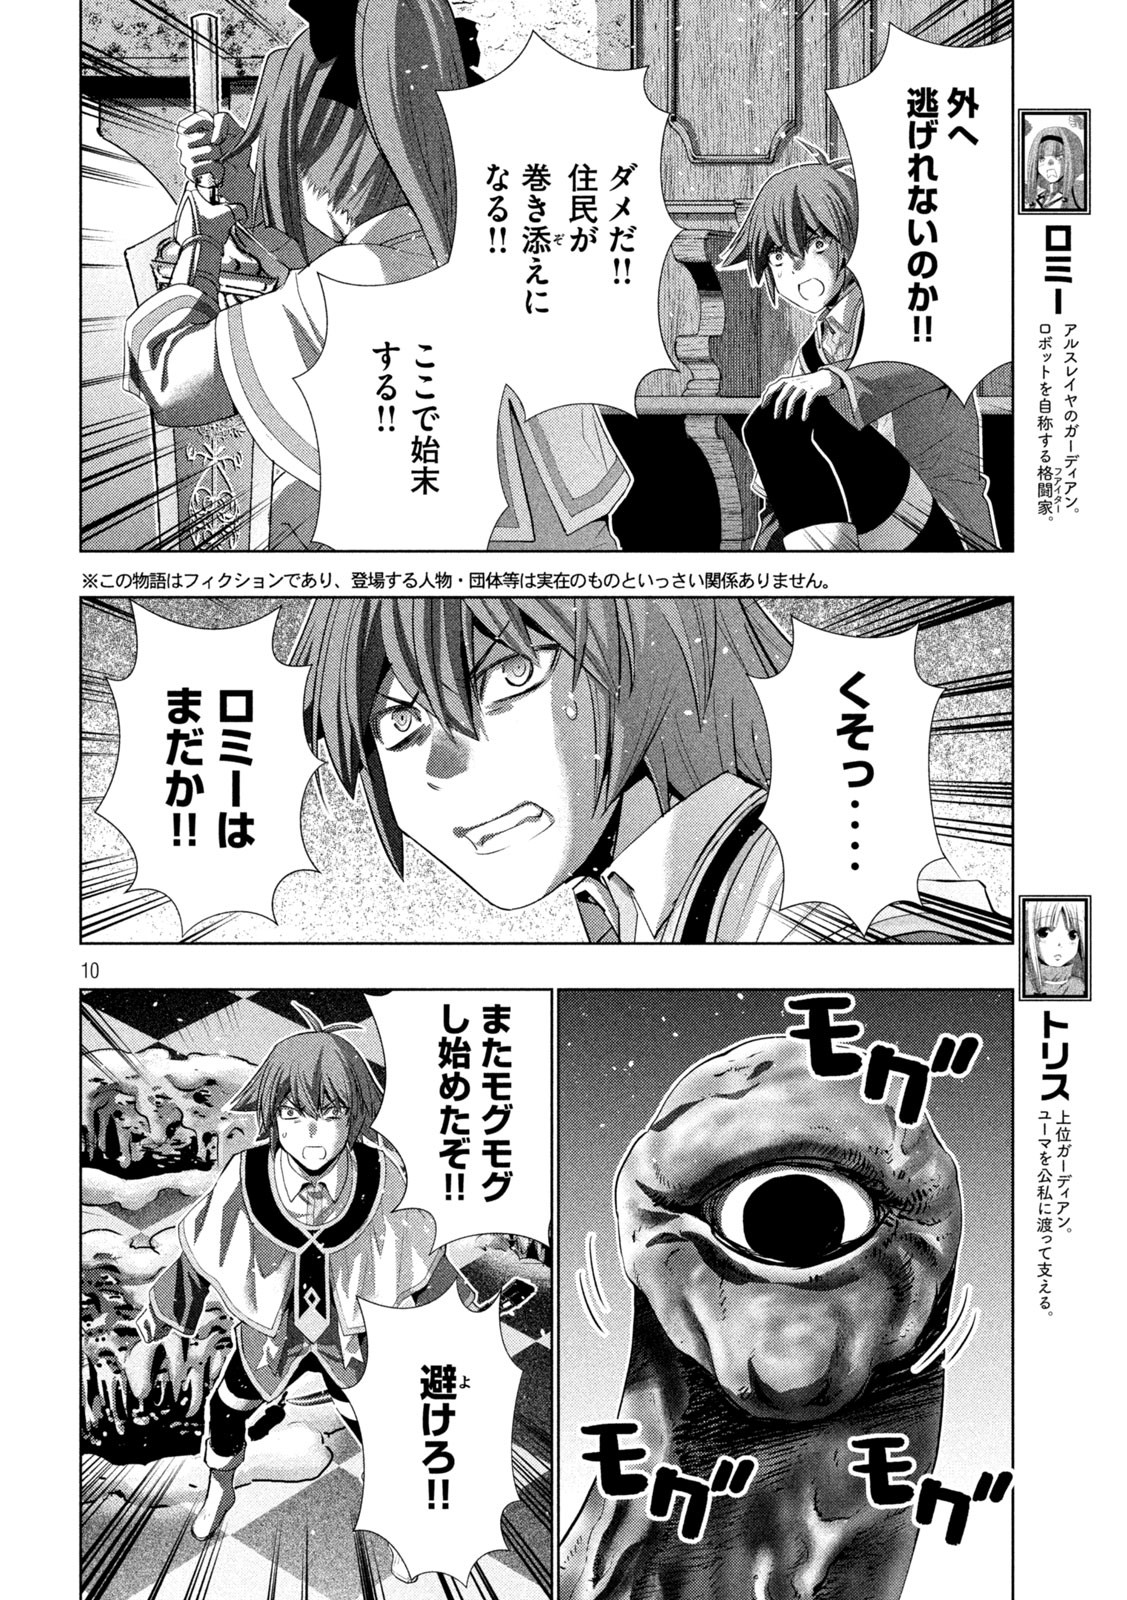 外へ
逃げれないのか!!
ダメだ!!
住民が
巻き添えに
ぞ
なる!!
ここで始末
する!!
ロミー
アルスレイヤのガーディアン。
ロボットを自称する格闘家。
ファイター
※この物語はフィクションであり、登場する人物・団体等は実在のものといっさい関係ありません。
くそっ・・・・
ロミーは
まだか!!
10
トリス
上位ガーディアン。
ユーマを公私に渡って支える。
モグ
モグ
モグ
またモグモグ
し始めたぞ!!
避けろ!!
よ